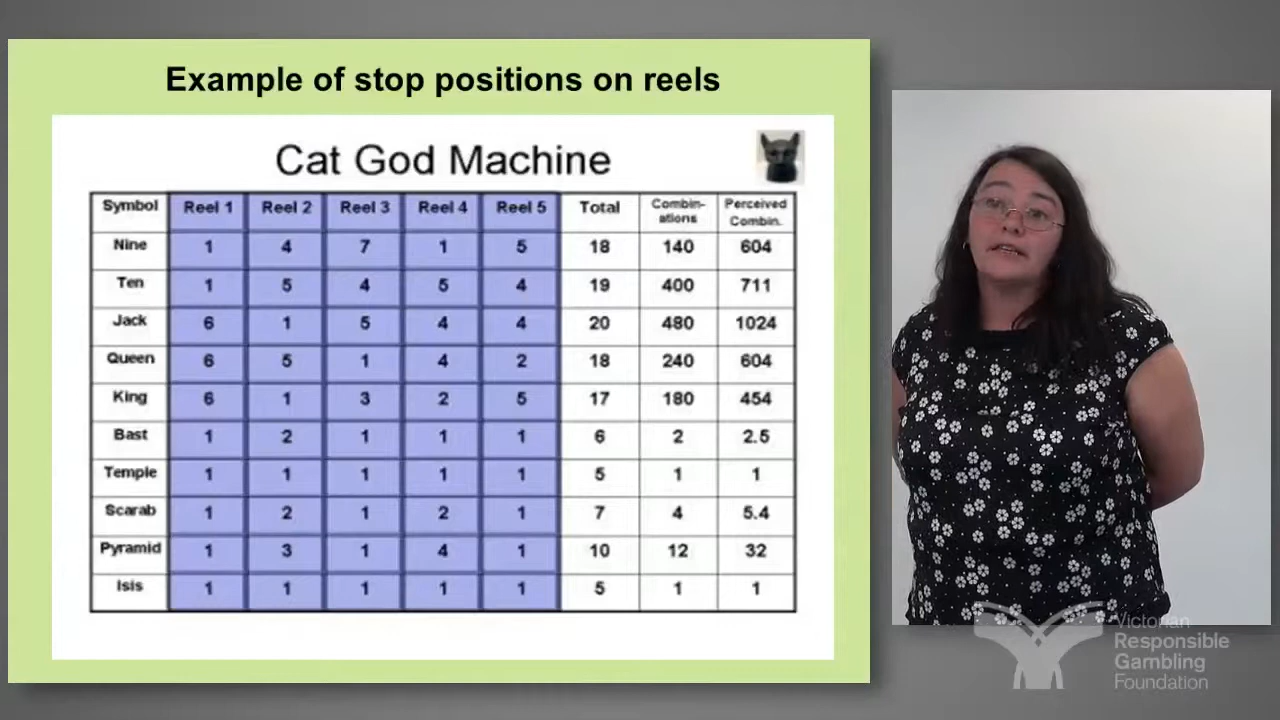 Example of stop positions on reels
Cat God Machine
Symbol Reel 1 Reel 2 Reel 3 Reel 4 Reel 5 Total Combin-ations Perceived Combin.
Nine 1 4 7 1 5 18 140 604
Ten 1 5 4 5 4 19 400 711
Jack 6 1 5 4 4 20 480 1024
Queen 6 5 1 4 2 18 240 604
King 6 1 3 2 5 17 180 454
Bast 1 2 1 1 1 6 2 2.5
Temple 1 1 1 1 1 5 1 1
Scarab 1 2 1 2 1 7 4 5.4
Pyramid 1 3 1 4 1 10 12 32
Isis 1 1 1 1 1 5 1 1
Victorian
Responsible
Gambling
Foundation